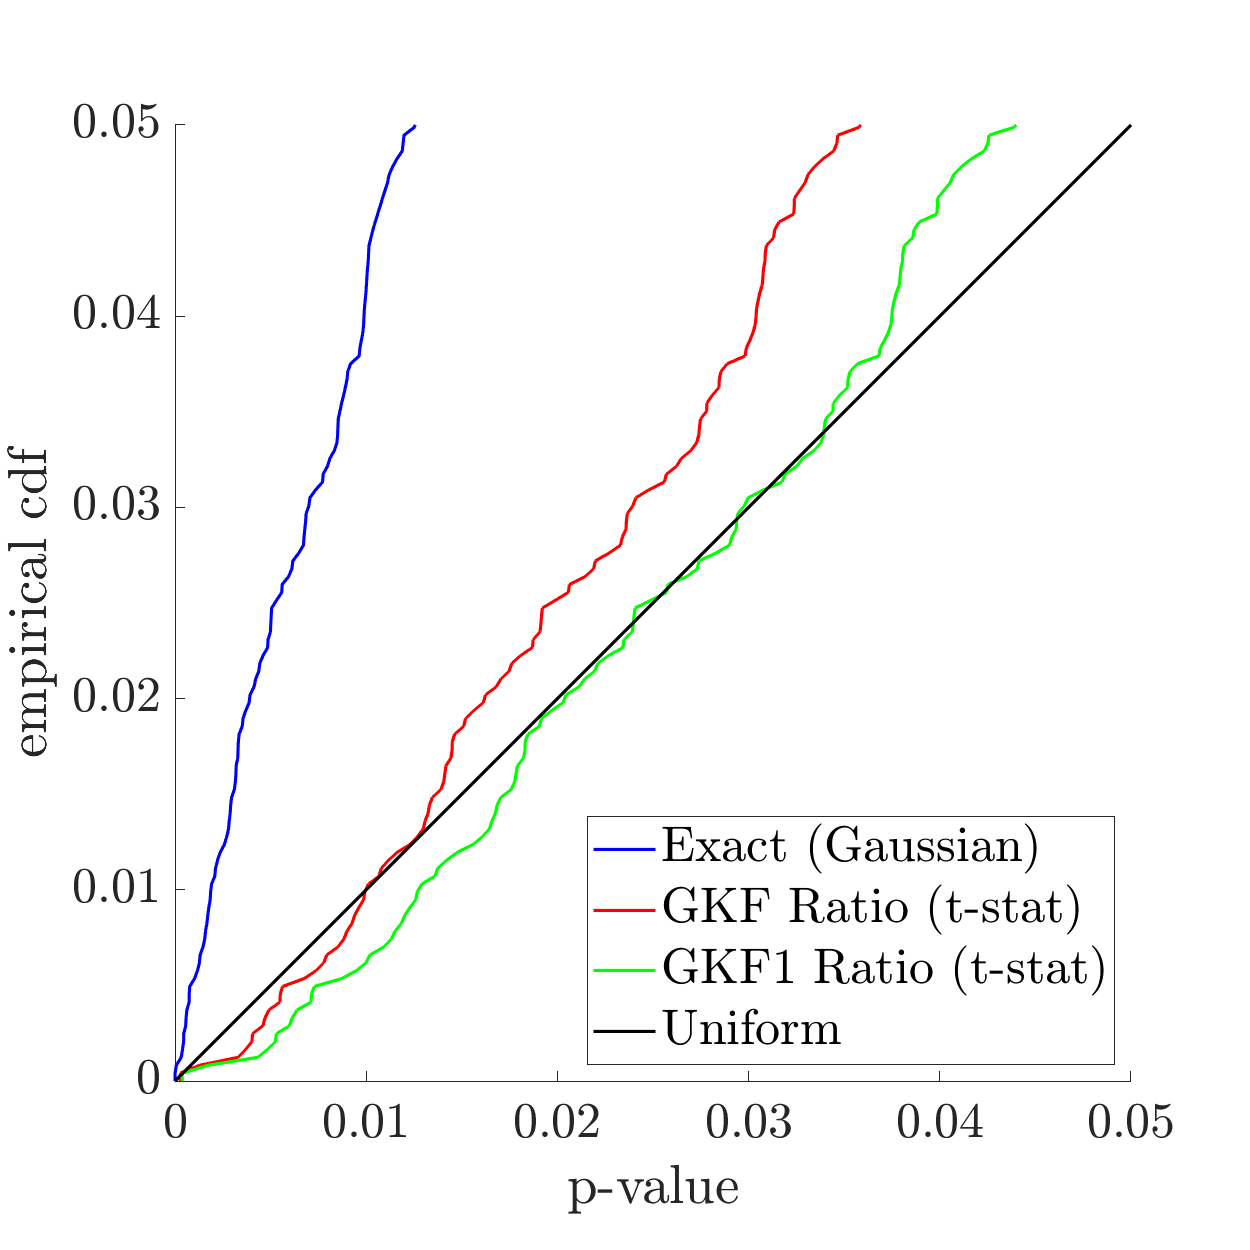 0.05
0.04
0.03
0.02
0.01
0
empirical cdf
Exact (Gaussian)
GKF Ratio (t-stat)
GKF1 Ratio (t-stat)
Uniform
0 0.01 0.02 0.03 0.04 0.05
p-value